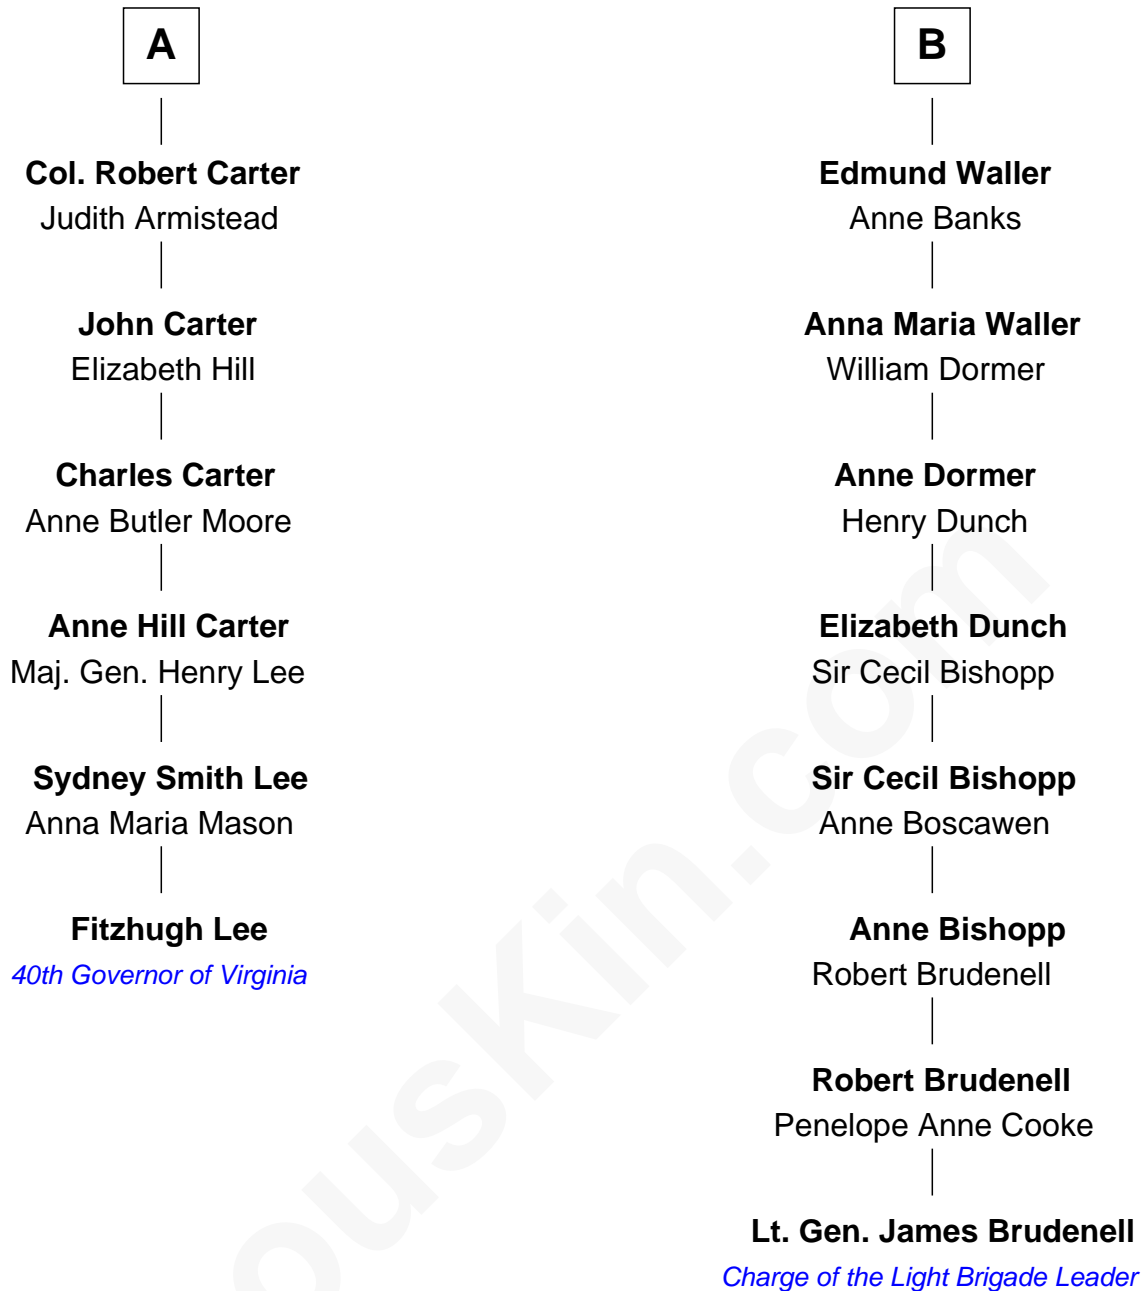 A
Col. Robert Carter
Judith Armistead
John Carter
Elizabeth Hill
Charles Carter
Anne Butler Moore
Anne Hill Carter
Maj. Gen. Henry Lee
Sydney Smith Lee
Anna Maria Mason
Fitzhugh Lee
40th Governor of Virginia
B
Edmund Waller
Anne Banks
Anna Maria Waller
William Dormer
Anne Dormer
Henry Dunch
Elizabeth Dunch
Sir Cecil Bishopp
Sir Cecil Bishopp
Anne Boscawen
Anne Bishopp
Robert Brudenell
Robert Brudenell
Penelope Anne Cooke
Lt. Gen. James Brudenell
Charge of the Light Brigade Leader
ousKin.com